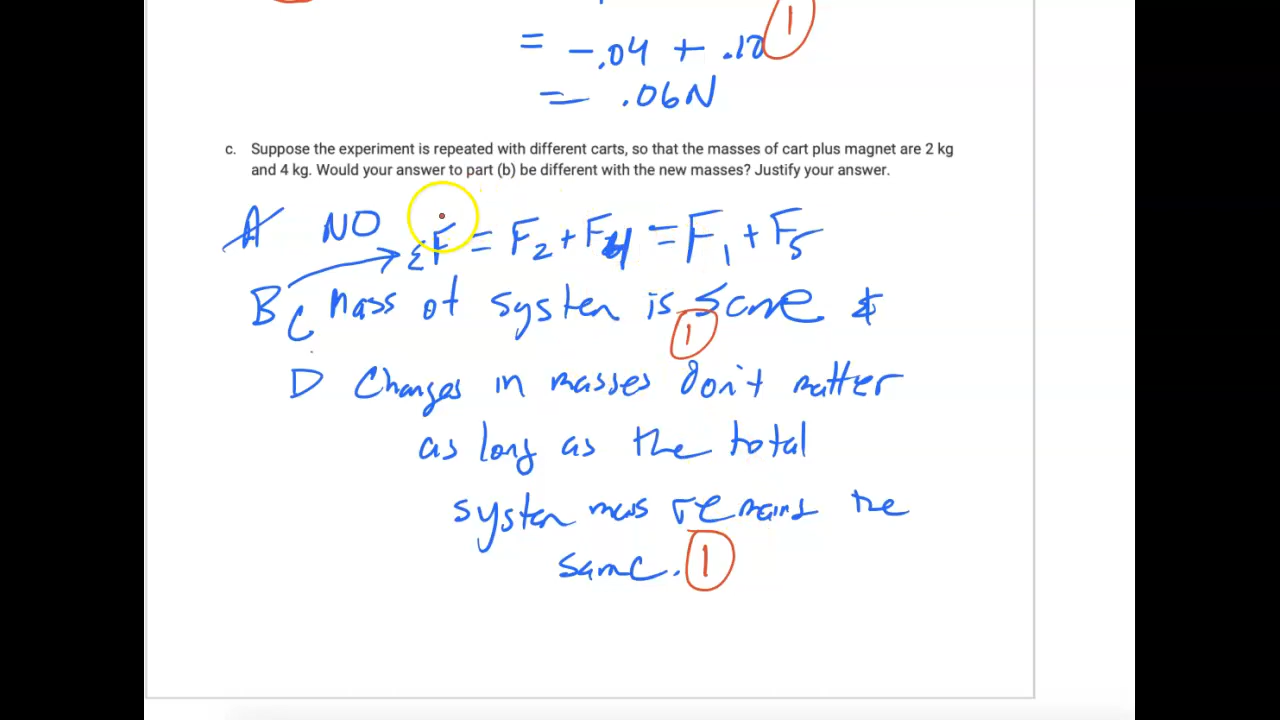 1
= -.04 + .10
= .06N
c. Suppose the experiment is repeated with different carts, so that the masses of cart plus magnet are 2 kg
and 4 kg. Would your answer to part (b) be different with the new masses? Justify your answer.
A NO ΣF = F2 + F4 = F1 + F5
B C Mass of system is same &
1
D Changes in masses don't matter
as long as the total
system mass remains the
same. 1